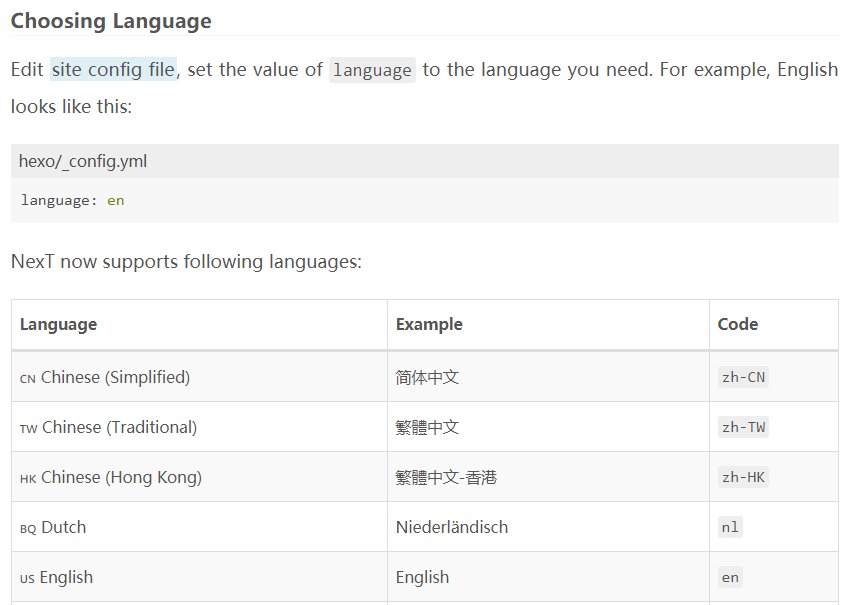 Choosing Language
Edit site config file, set the value of language to the language you need. For example, English
looks like this:
hexo/_config.yml
language: en
NexT now supports following languages:
Language Example Code
CN Chinese (Simplified) 简体中文 zh-CN
TW Chinese (Traditional) 繁體中文 zh-TW
HK Chinese (Hong Kong) 繁體中文-香港 zh-HK
BQ Dutch Niederländisch nl
US English English en